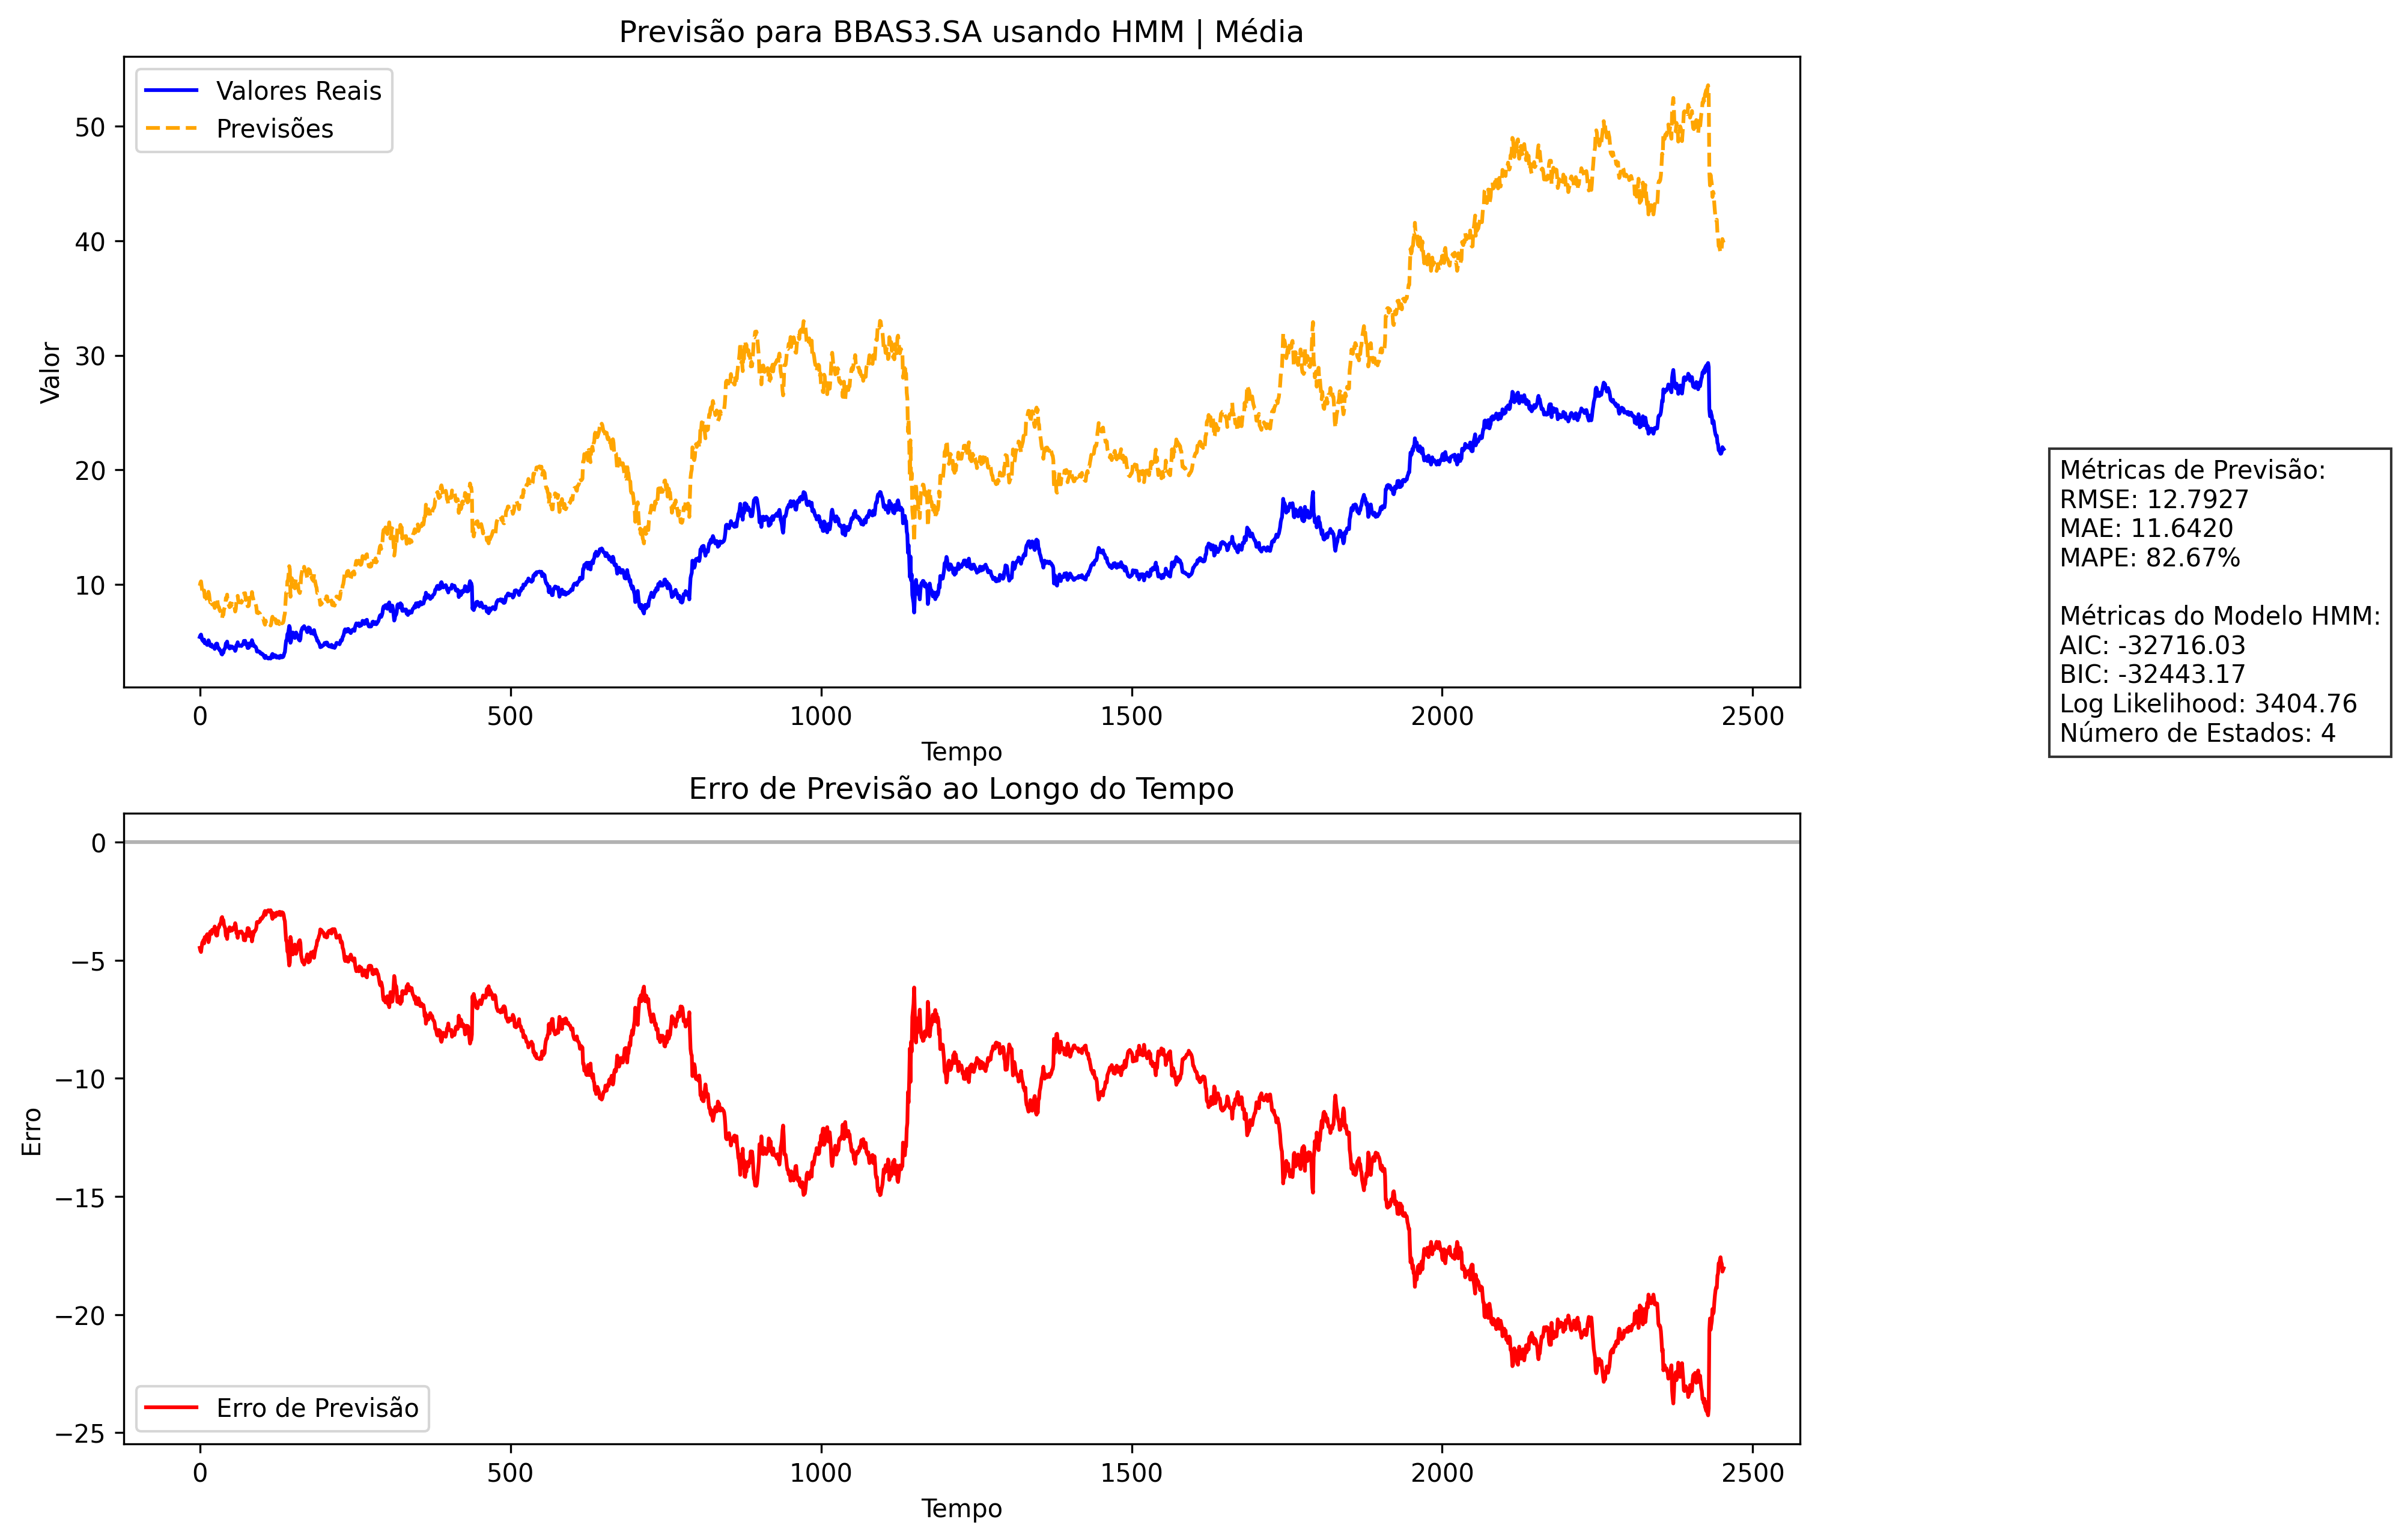 Previsão para BBAS3.SA usando HMM | Média
Valores Reais
Previsões
Valor
50
40
30
20
10
0 500 1000 1500 2000 2500
Tempo
Métricas de Previsão:
RMSE: 12.7927
MAE: 11.6420
MAPE: 82.67%
Métricas do Modelo HMM:
AIC: -32716.03
BIC: -32443.17
Log Likelihood: 3404.76
Número de Estados: 4
Erro de Previsão ao Longo do Tempo
Erro
0
−5
−10
−15
−20
−25
Erro de Previsão
0 500 1000 1500 2000 2500
Tempo